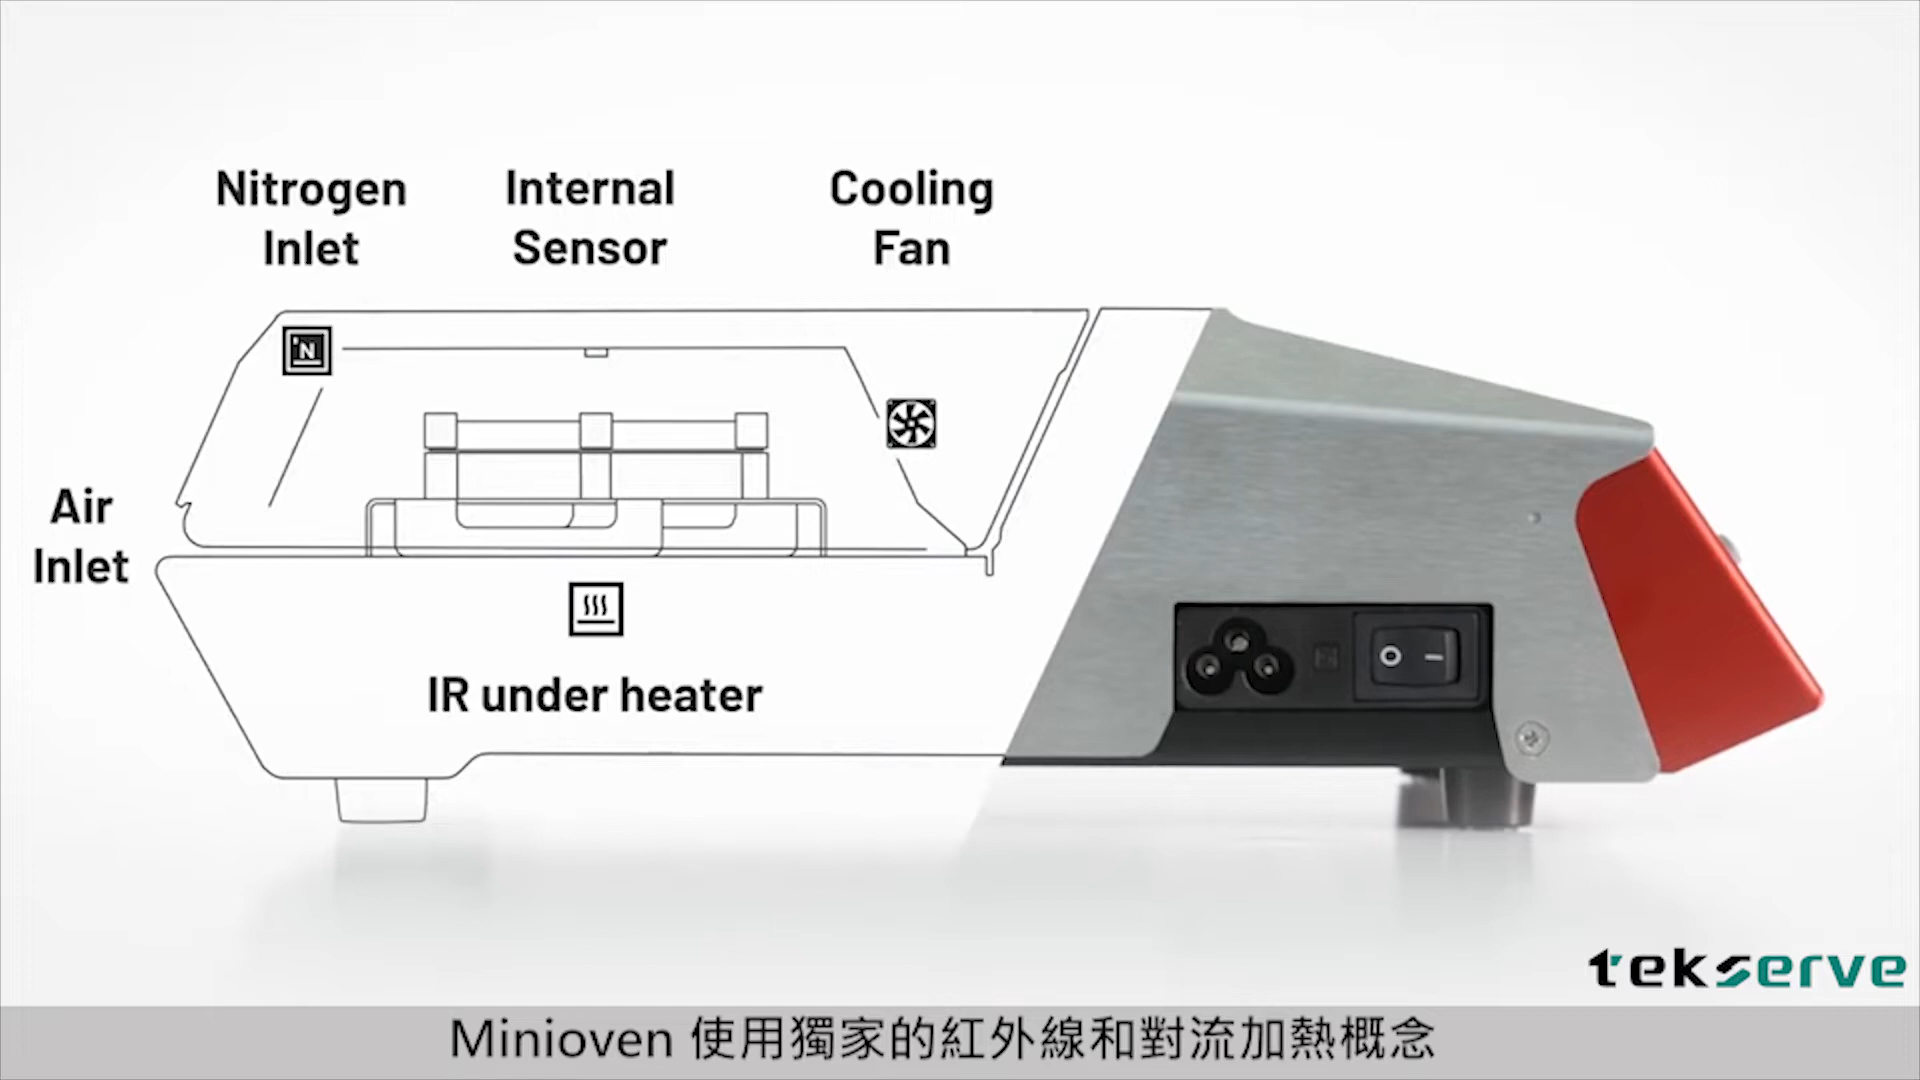 Nitrogen
Inlet
Internal
Sensor
Cooling
Fan
N
Air
Inlet
IR under heater
tekserve
Minioven 使用獨家的紅外線和對流加熱概念